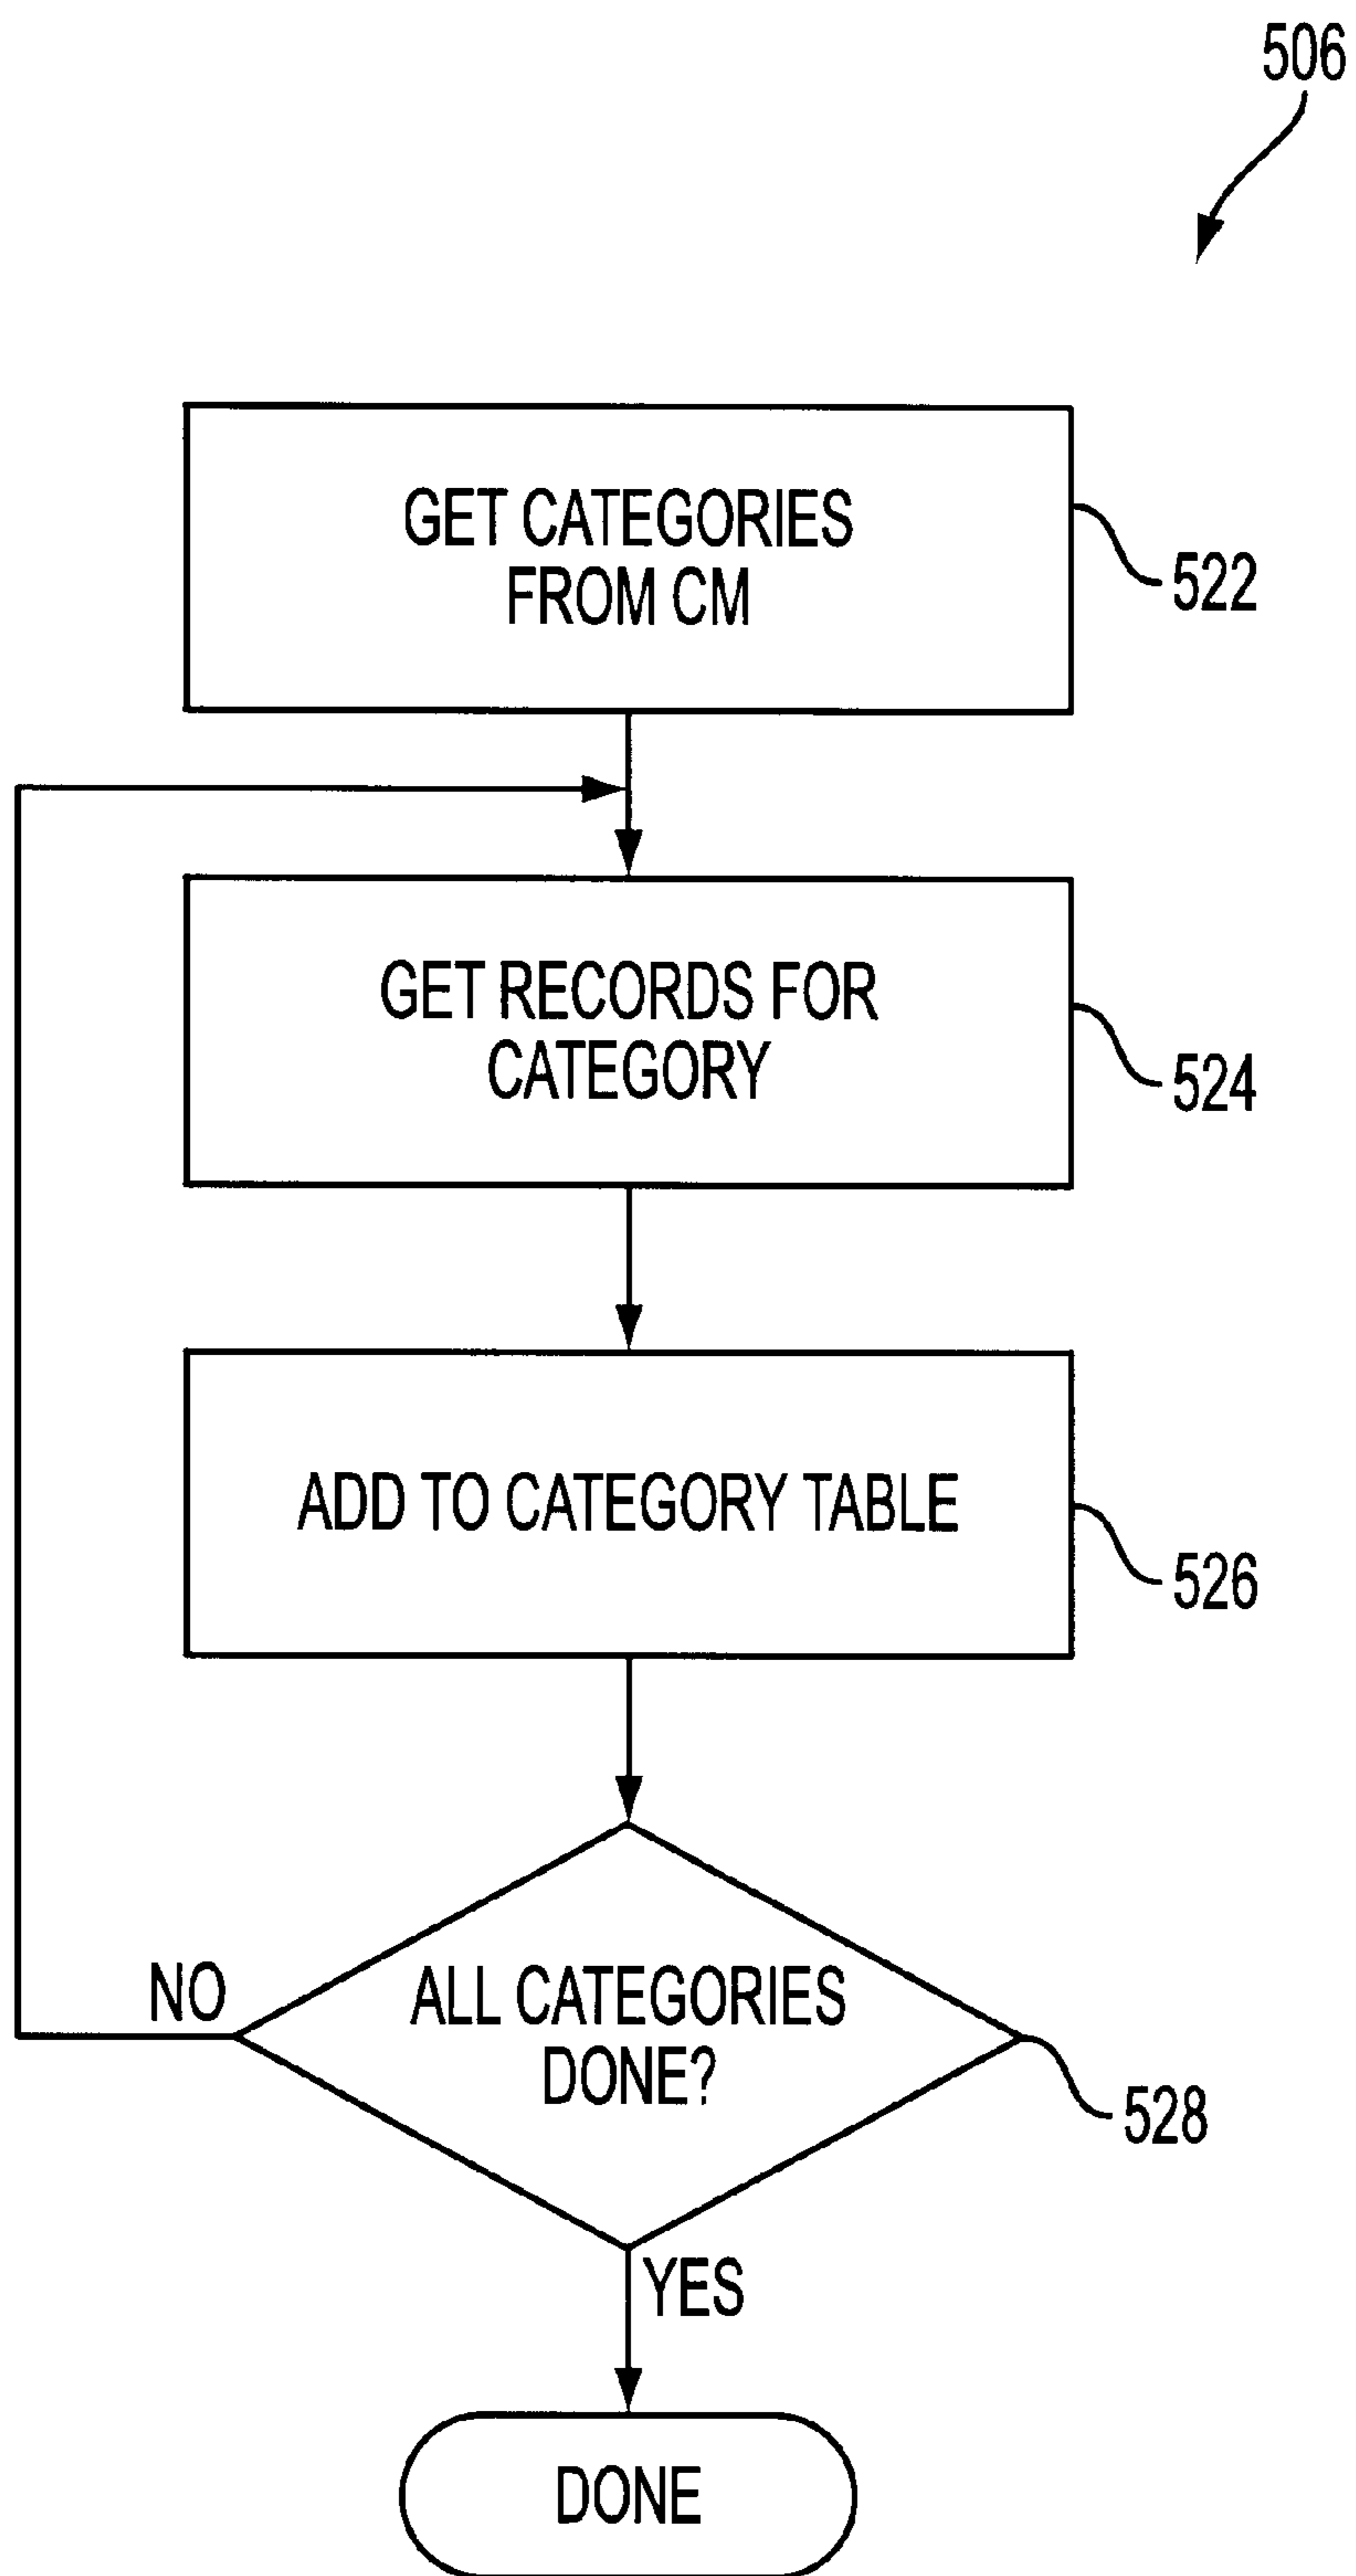 506
GET CATEGORIES
FROM CM
522
GET RECORDS FOR
CATEGORY
524
ADD TO CATEGORY TABLE
526
NO
ALL CATEGORIES
DONE?
528
YES
DONE